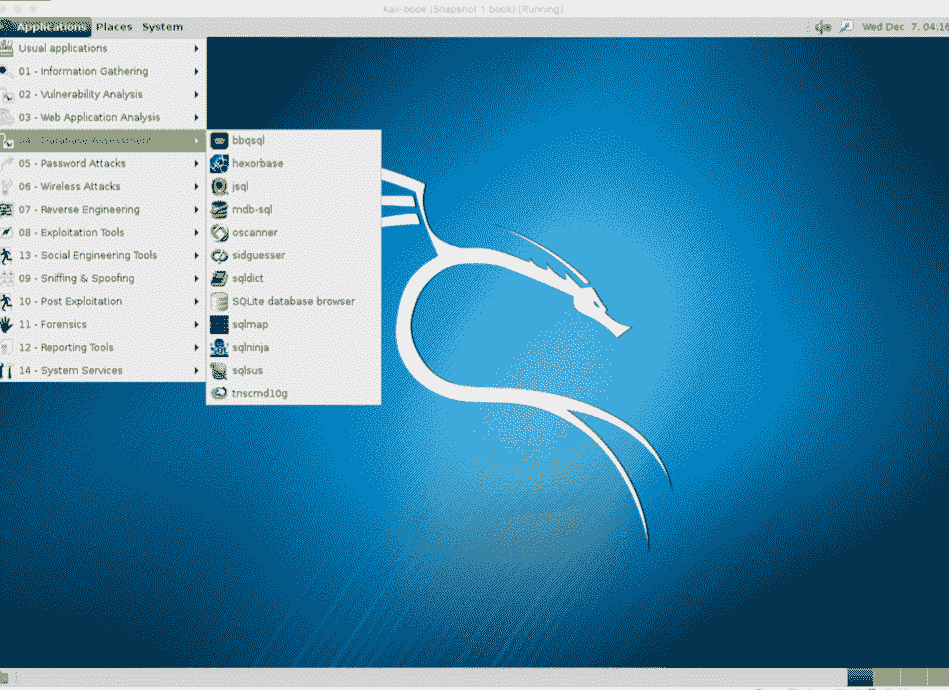 Kali-book (Snapshot 1 book) [Running]
Applications Places System Wed Dec 7, 04:16
Usual applications
01 - Information Gathering
02 - Vulnerability Analysis
03 - Web Application Analysis
04 - Database Assessment
05 - Password Attacks
06 - Wireless Attacks
07 - Reverse Engineering
08 - Exploitation Tools
13 - Social Engineering Tools
09 - Sniffing & Spoofing
10 - Post Exploitation
11 - Forensics
12 - Reporting Tools
14 - System Services
bbqsql
hexorbase
jsql
mdb-sql
oscanner
sidguesser
sqldict
SQLite database browser
sqlmap
sqlninja
sqlsus
tnscmd10g